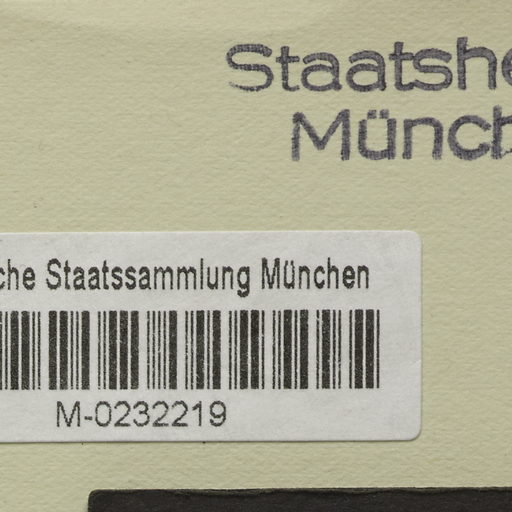 Staatshe
Münch
che Staatssammlung München
M-0232219